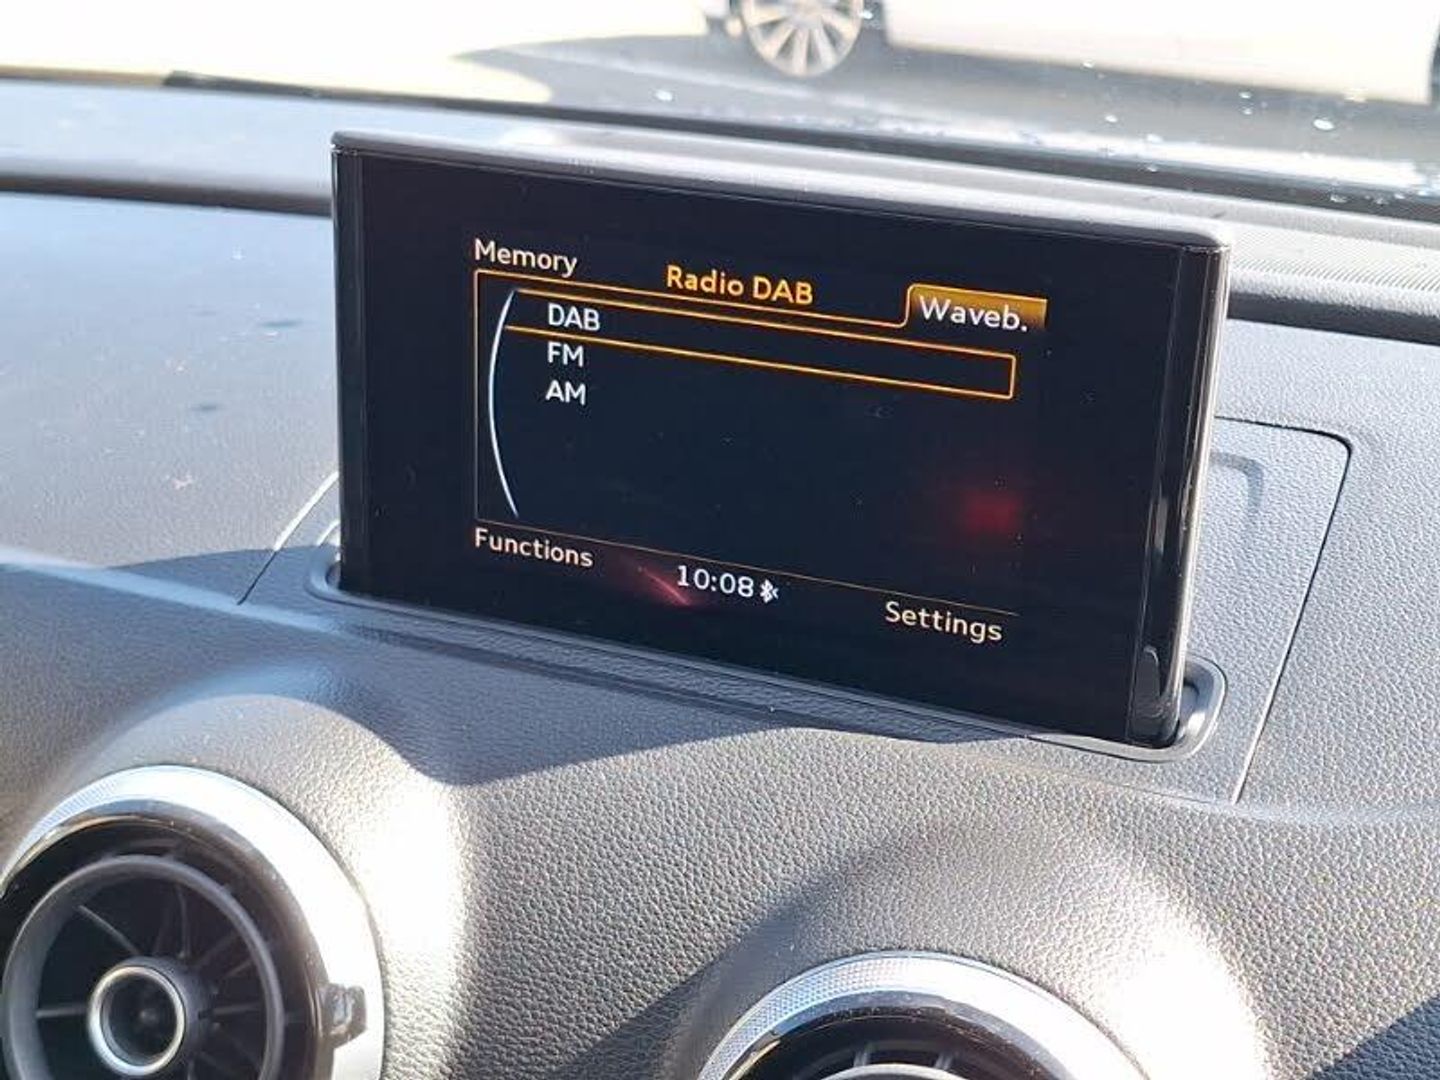 Memory
Radio DAB
Waveb.
DAB
FM
AM
Functions
10:08
Settings